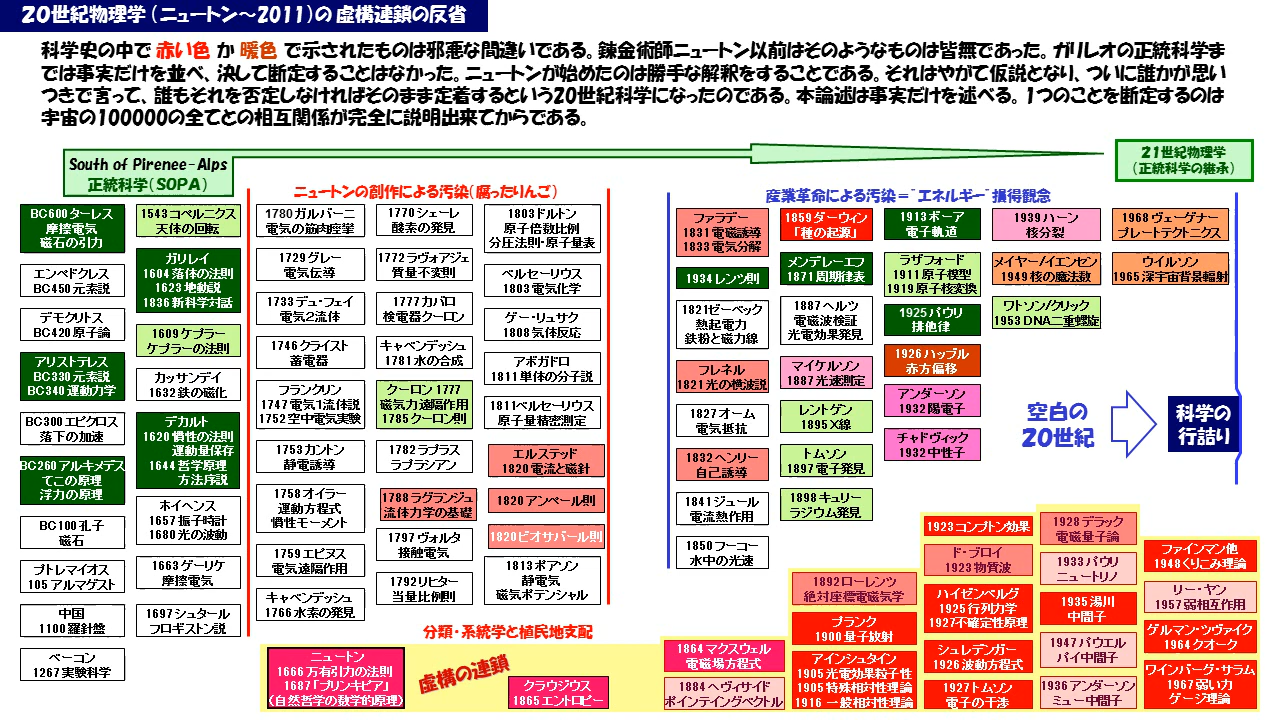 20世紀物理学（ニュートン～2011）の 虚構連鎖の反省
科学史の中で 赤い色 か 暖色 で示されたものは邪悪な間違いである。錬金術師ニュートン以前はそのようなものは皆無であった。ガリレオの正統科学ま
では事実だけを並べ、決して断定することはなかった。ニュートンが始めたのは勝手な解釈をすることである。それはやがて仮説となり、ついに誰かが思い
つきで言って、誰もそれを否定しなければそのまま定着するという20世紀科学になったのである。本論述は事実だけを述べる。1つのことを断定するのは
宇宙の100000の全てとの相互関係が完全に説明出来てからである。
South of Pirenee-Alps
正統科学(SOPA)
21世紀物理学
(正統科学の継承)
ニュートンの創作による汚染(腐ったりんご)
産業革命による汚染＝"エネルギー"損得観念
BC600ターレス
摩擦電気
磁石の引力
エンペドクレス
BC450元素説
デモクリトス
BC420原子論
アリストテレス
BC330元素説
BC340運動力学
BC300エピクロス
落下の加速
BC260アルキメデス
てこの原理
浮力の原理
BC100孔子
磁石
プトレマイオス
105アルマゲスト
中国
1100羅針盤
ベーコン
1267実験科学
1543コペルニクス
天体の回転
ガリレイ
1604落体の法則
1623地動説
1836新科学対話
1609ケプラー
ケプラーの法則
カッサンデイ
1632鉄の磁化
デカルト
1620慣性の法則
運動量保存
1644哲学原理
方法序説
ホイヘンス
1657振子時計
1680光の波動
1663ゲーリケ
摩擦電気
1697シュタール
フロギストン説
1780ガルバーニ
電気の筋肉痙攣
1729グレー
電気伝導
1733デュ・フェイ
電気2流体
1746クライスト
蓄電器
フランクリン
1747電気1流体説
1752空中電気実験
1753カントン
静電誘導
1758オイラー
運動方程式
慣性モーメント
1759エピヌス
電気遠隔作用
キャベンデッシュ
1766水素の発見
1770シェーレ
酸素の発見
1772ラヴォアジェ
質量不変則
1777カバロ
検電器クーロン
キャベンデッシュ
1781水の合成
クーロン1777
磁気力遠隔作用
1785クーロン則
1782ラプラス
ラプラシアン
1788ラグランジュ
流体力学の基礎
1797ヴォルタ
接触電気
1792リヒター
当量比例則
1803ドルトン
原子倍数比例
分圧法則・原子量表
ベルセーリウス
1803電気化学
ゲー・リュサク
1808気体反応
アボガドロ
1811単体の分子説
1811ベルセーリウス
原子量精密測定
エルステッド
1820電流と磁針
1820アンペール則
1820ビオサバール則
1813ポアソン
静電気
磁気ポテンシャル
分類・系統学と植民地支配
ファラデー
1831電磁誘導
1833電気分解
1934レンツ則
1821ゼーベック
熱起電力
鉄粉と磁力線
フレネル
1821光の横波説
1827オーム
電気抵抗
1832ヘンリー
自己誘導
1841ジュール
電流熱作用
1850フーコー
水中の光速
1859ダーウィン
「種の起源」
メンデレーエフ
1871周期律表
1887ヘルツ
電磁波検証
光電効果発見
マイケルソン
1887光速測定
レントゲン
1895X線
トムソン
1897電子発見
1898キュリー
ラジウム発見
1913ボーア
電子軌道
ラザフォード
1911原子模型
1919原子核変換
1925パウリ
排他律
1926ハッブル
赤方偏移
アンダーソン
1932陽電子
チャドヴィック
1932中性子
1939ハーン
核分裂
メイヤー/イエンセン
1949核の魔法数
ワトソン/クリック
1953DNA二重螺旋
1968ヴェーゲナー
プレートテクトニクス
ウイルソン
1965深宇宙背景輻射
空白の
20世紀
科学の
行詰り
ニュートン
1666万有引力の法則
1687「プリンキピア」
(自然哲学の数学的原理)
虚構の連鎖
クラウジウス
1865エントロピー
1864マクスウェル
電磁場方程式
1884ヘヴィサイド
ポインテイングベクトル
1892ローレンツ
絶対座標電磁気学
プランク
1900量子放射
アインシュタイン
1905光電効果粒子性
1905特殊相対性理論
1916一般相対性理論
1923コンプトン効果
ド・ブロイ
1923物質波
ハイゼンベルグ
1925行列力学
1927不確定性原理
シュレデンガー
1926波動方程式
1927トムソン
電子の干渉
1928デラック
電磁量子論
1933パウリ
ニュートリノ
1935湯川
中間子
1947パウエル
パイ中間子
1936アンダーソン
ミュー中間子
ファインマン他
1948くりこみ理論
リー・ヤン
1957弱相互作用
ゲルマン・ツヴァイク
1964クオーク
ワインバーグ・サラム
1967弱い力
ゲージ理論